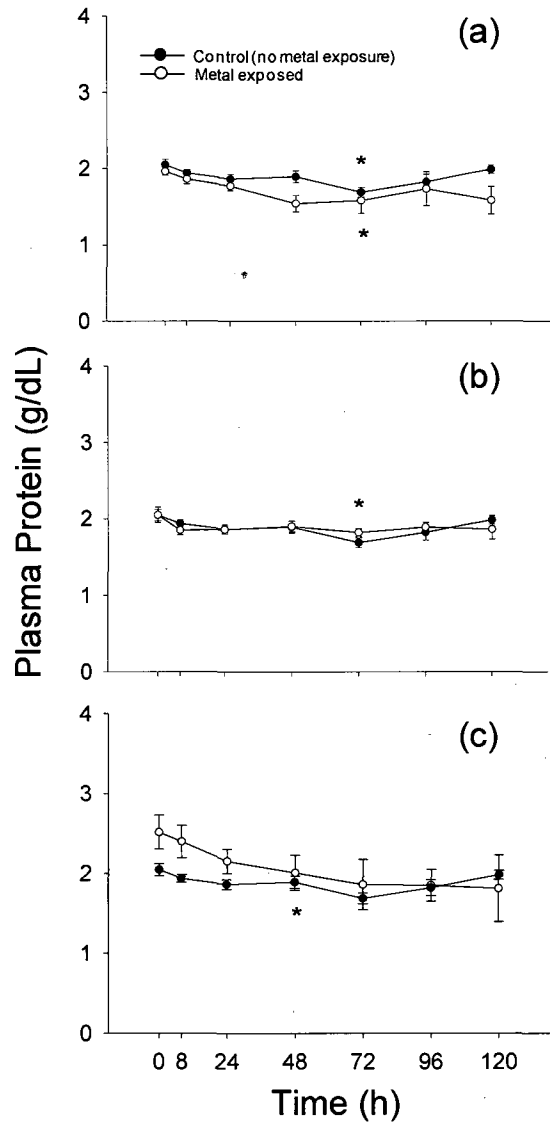 (a)
Control (no metal exposure)
Metal exposed
4
3
2
1
0
*
*
*
(b)
4
3
2
1
0
*
(c)
4
3
2
1
0
*
Plasma Protein (g/dL)
0 8 24 48 72 96 120
Time (h)